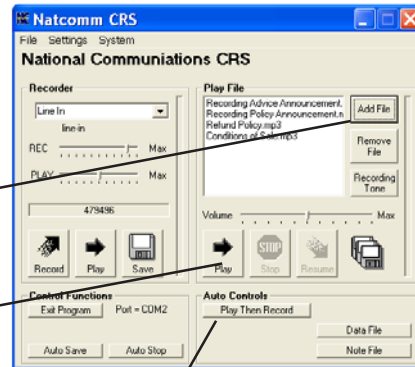 Natcomm CRS
File Settings System
National Communiations CRS
Recorder
Line In
line-in
REC Max
PLAY Max
479496
Record Play Save
Play File
Recording Advice Announcement.
Recording Policy Announcement.n
Refund Policy.mp3
Conditions of Sale.mp3
Add File
Remove
File
Recording
Tone
Volume Max
Play Stop Resume
Control Functions
Exit Program Port = COM2
Auto Save Auto Stop
Auto Controls
Play Then Record
Data File
Note File